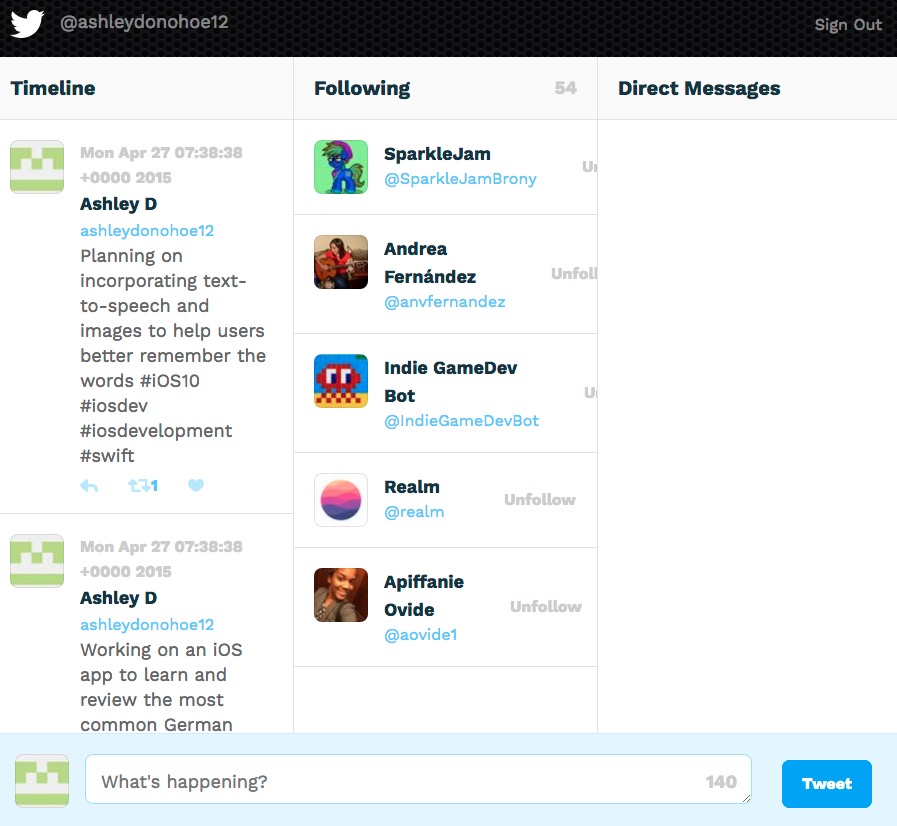 @ashleydonohoe12
Sign Out
Timeline
Mon Apr 27 07:38:38
+0000 2015
Ashley D
ashleydonohoe12
Planning on
incorporating text-
to-speech and
images to help users
better remember the
words #iOS10
#iosdev
#iosdevelopment
#swift
1
Mon Apr 27 07:38:38
+0000 2015
Ashley D
ashleydonohoe12
Working on an iOS
app to learn and
review the most
common German
Following 54
SparkleJam
@SparkleJamBrony
Un
Andrea
Fernández
@anvfernandez
Unfoll
Indie GameDev
Bot
@IndieGameDevBot
Un
Realm
@realm
Unfollow
Apiffanie
Ovide
@aovide1
Unfollow
Direct Messages
What's happening? 140
Tweet